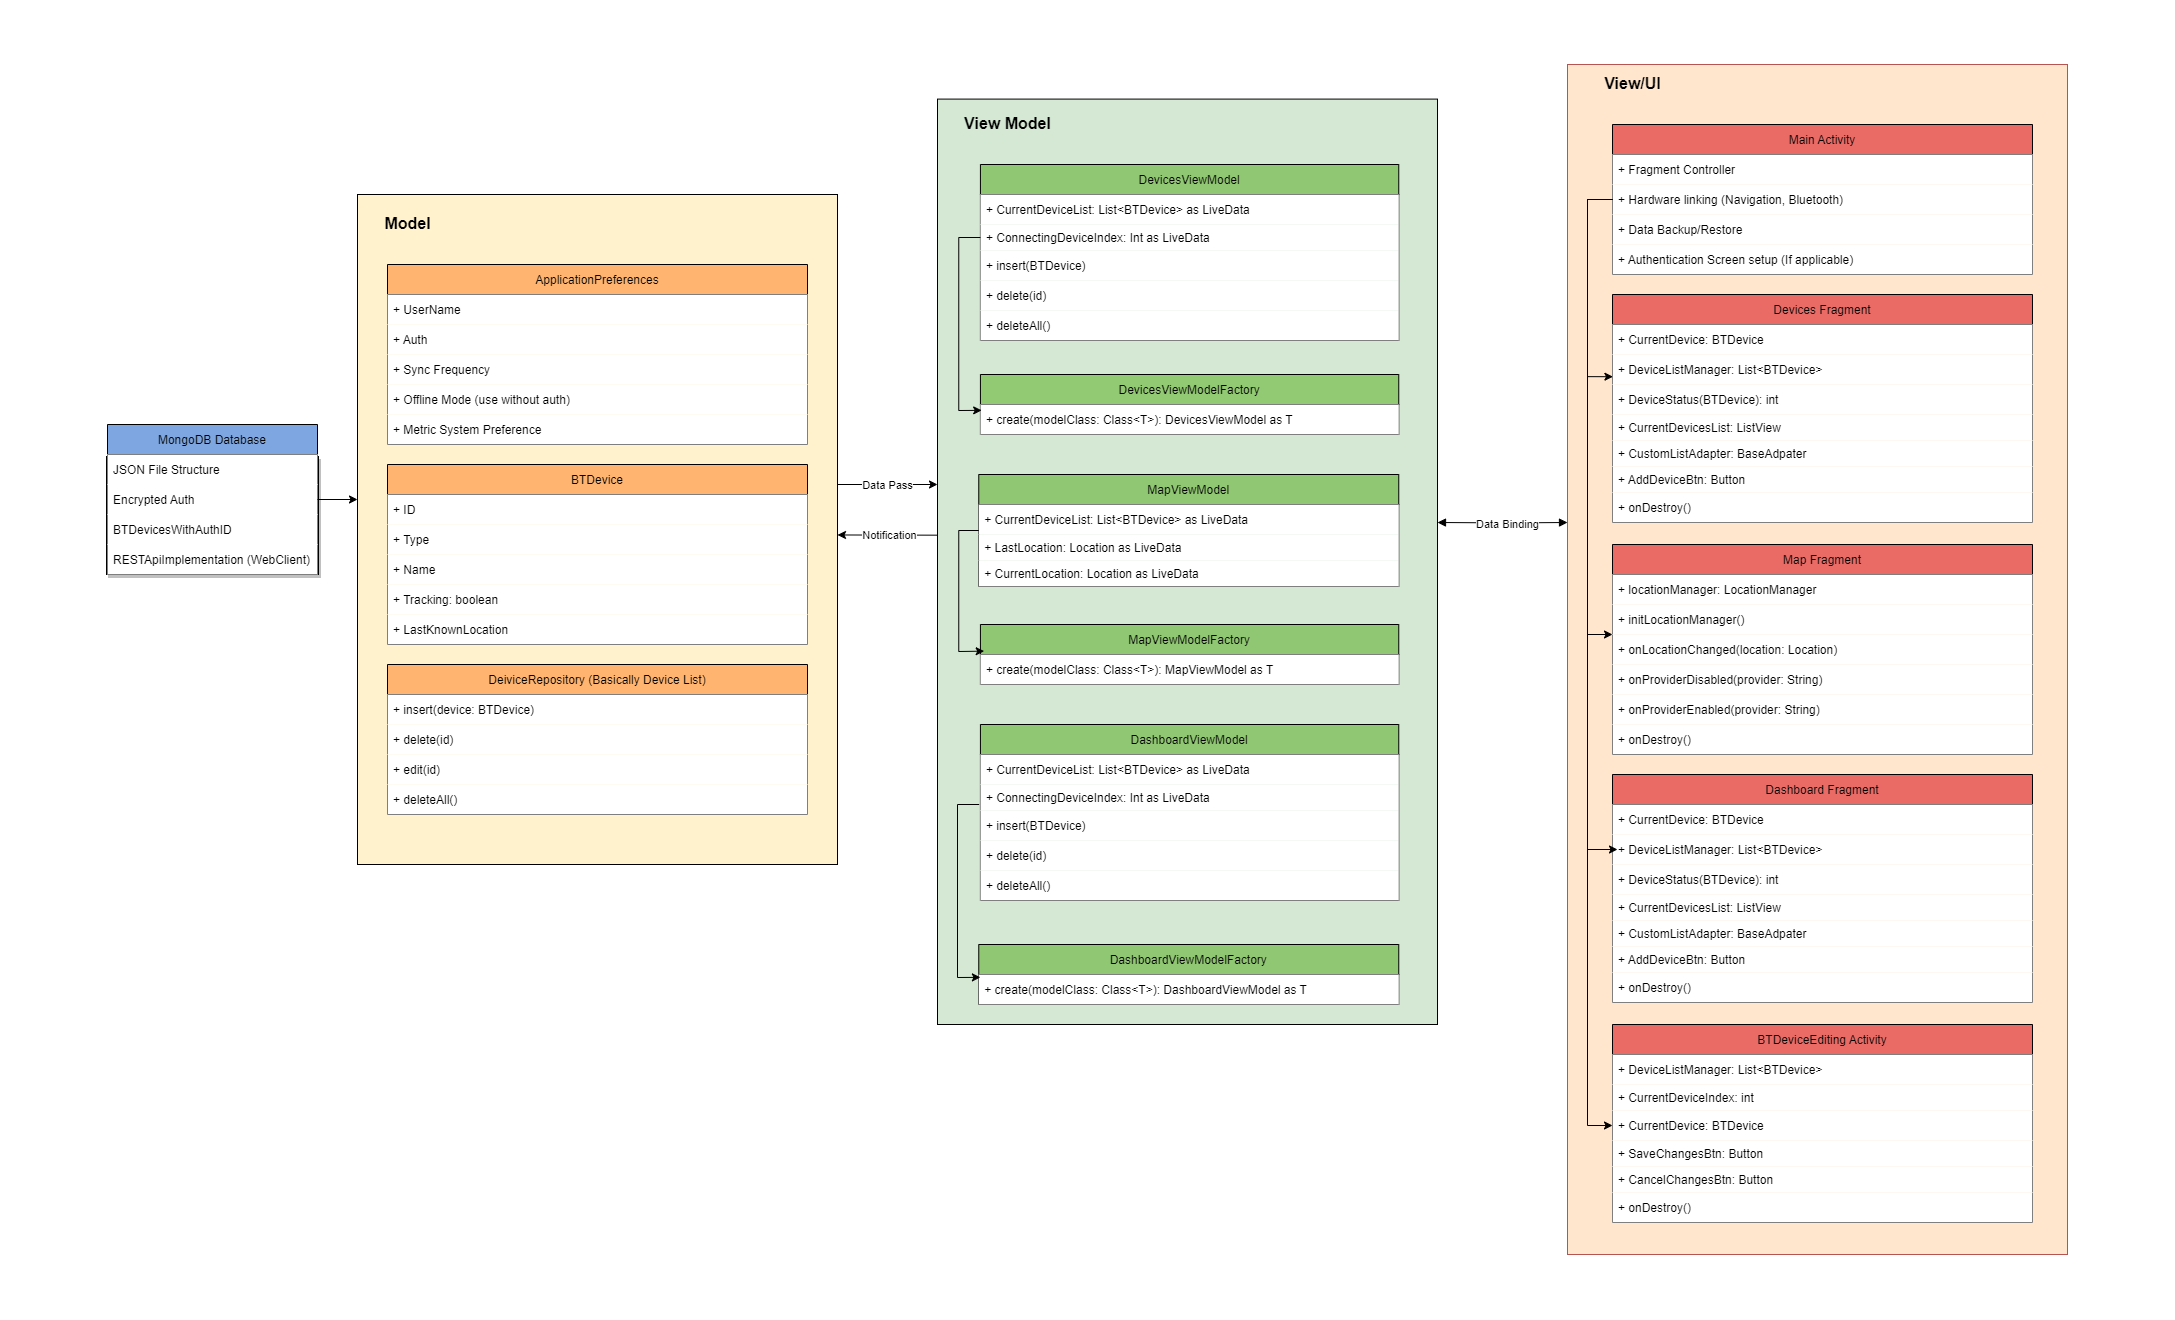 MongoDB Database
JSON File Structure
Encrypted Auth
BTDevicesWithAuthID
RESTApiImplementation (WebClient)
Model
ApplicationPreferences
+ UserName
+ Auth
+ Sync Frequency
+ Offline Mode (use without auth)
+ Metric System Preference
BTDevice
+ ID
+ Type
+ Name
+ Tracking: boolean
+ LastKnownLocation
DeiviceRepository (Basically Device List)
+ insert(device: BTDevice)
+ delete(id)
+ edit(id)
+ deleteAll()
Data Pass
Notification
View Model
DevicesViewModel
+ CurrentDeviceList: List<BTDevice> as LiveData
+ ConnectingDeviceIndex: Int as LiveData
+ insert(BTDevice)
+ delete(id)
+ deleteAll()
DevicesViewModelFactory
+ create(modelClass: Class<T>): DevicesViewModel as T
MapViewModel
+ CurrentDeviceList: List<BTDevice> as LiveData
+ LastLocation: Location as LiveData
+ CurrentLocation: Location as LiveData
MapViewModelFactory
+ create(modelClass: Class<T>): MapViewModel as T
DashboardViewModel
+ CurrentDeviceList: List<BTDevice> as LiveData
+ ConnectingDeviceIndex: Int as LiveData
+ insert(BTDevice)
+ delete(id)
+ deleteAll()
DashboardViewModelFactory
+ create(modelClass: Class<T>): DashboardViewModel as T
Data Binding
View/UI
Main Activity
+ Fragment Controller
+ Hardware linking (Navigation, Bluetooth)
+ Data Backup/Restore
+ Authentication Screen setup (If applicable)
Devices Fragment
+ CurrentDevice: BTDevice
+ DeviceListManager: List<BTDevice>
+ DeviceStatus(BTDevice): int
+ CurrentDevicesList: ListView
+ CustomListAdapter: BaseAdpater
+ AddDeviceBtn: Button
+ onDestroy()
Map Fragment
+ locationManager: LocationManager
+ initLocationManager()
+ onLocationChanged(location: Location)
+ onProviderDisabled(provider: String)
+ onProviderEnabled(provider: String)
+ onDestroy()
Dashboard Fragment
+ CurrentDevice: BTDevice
+ DeviceListManager: List<BTDevice>
+ DeviceStatus(BTDevice): int
+ CurrentDevicesList: ListView
+ CustomListAdapter: BaseAdpater
+ AddDeviceBtn: Button
+ onDestroy()
BTDeviceEditing Activity
+ DeviceListManager: List<BTDevice>
+ CurrentDeviceIndex: int
+ CurrentDevice: BTDevice
+ SaveChangesBtn: Button
+ CancelChangesBtn: Button
+ onDestroy()